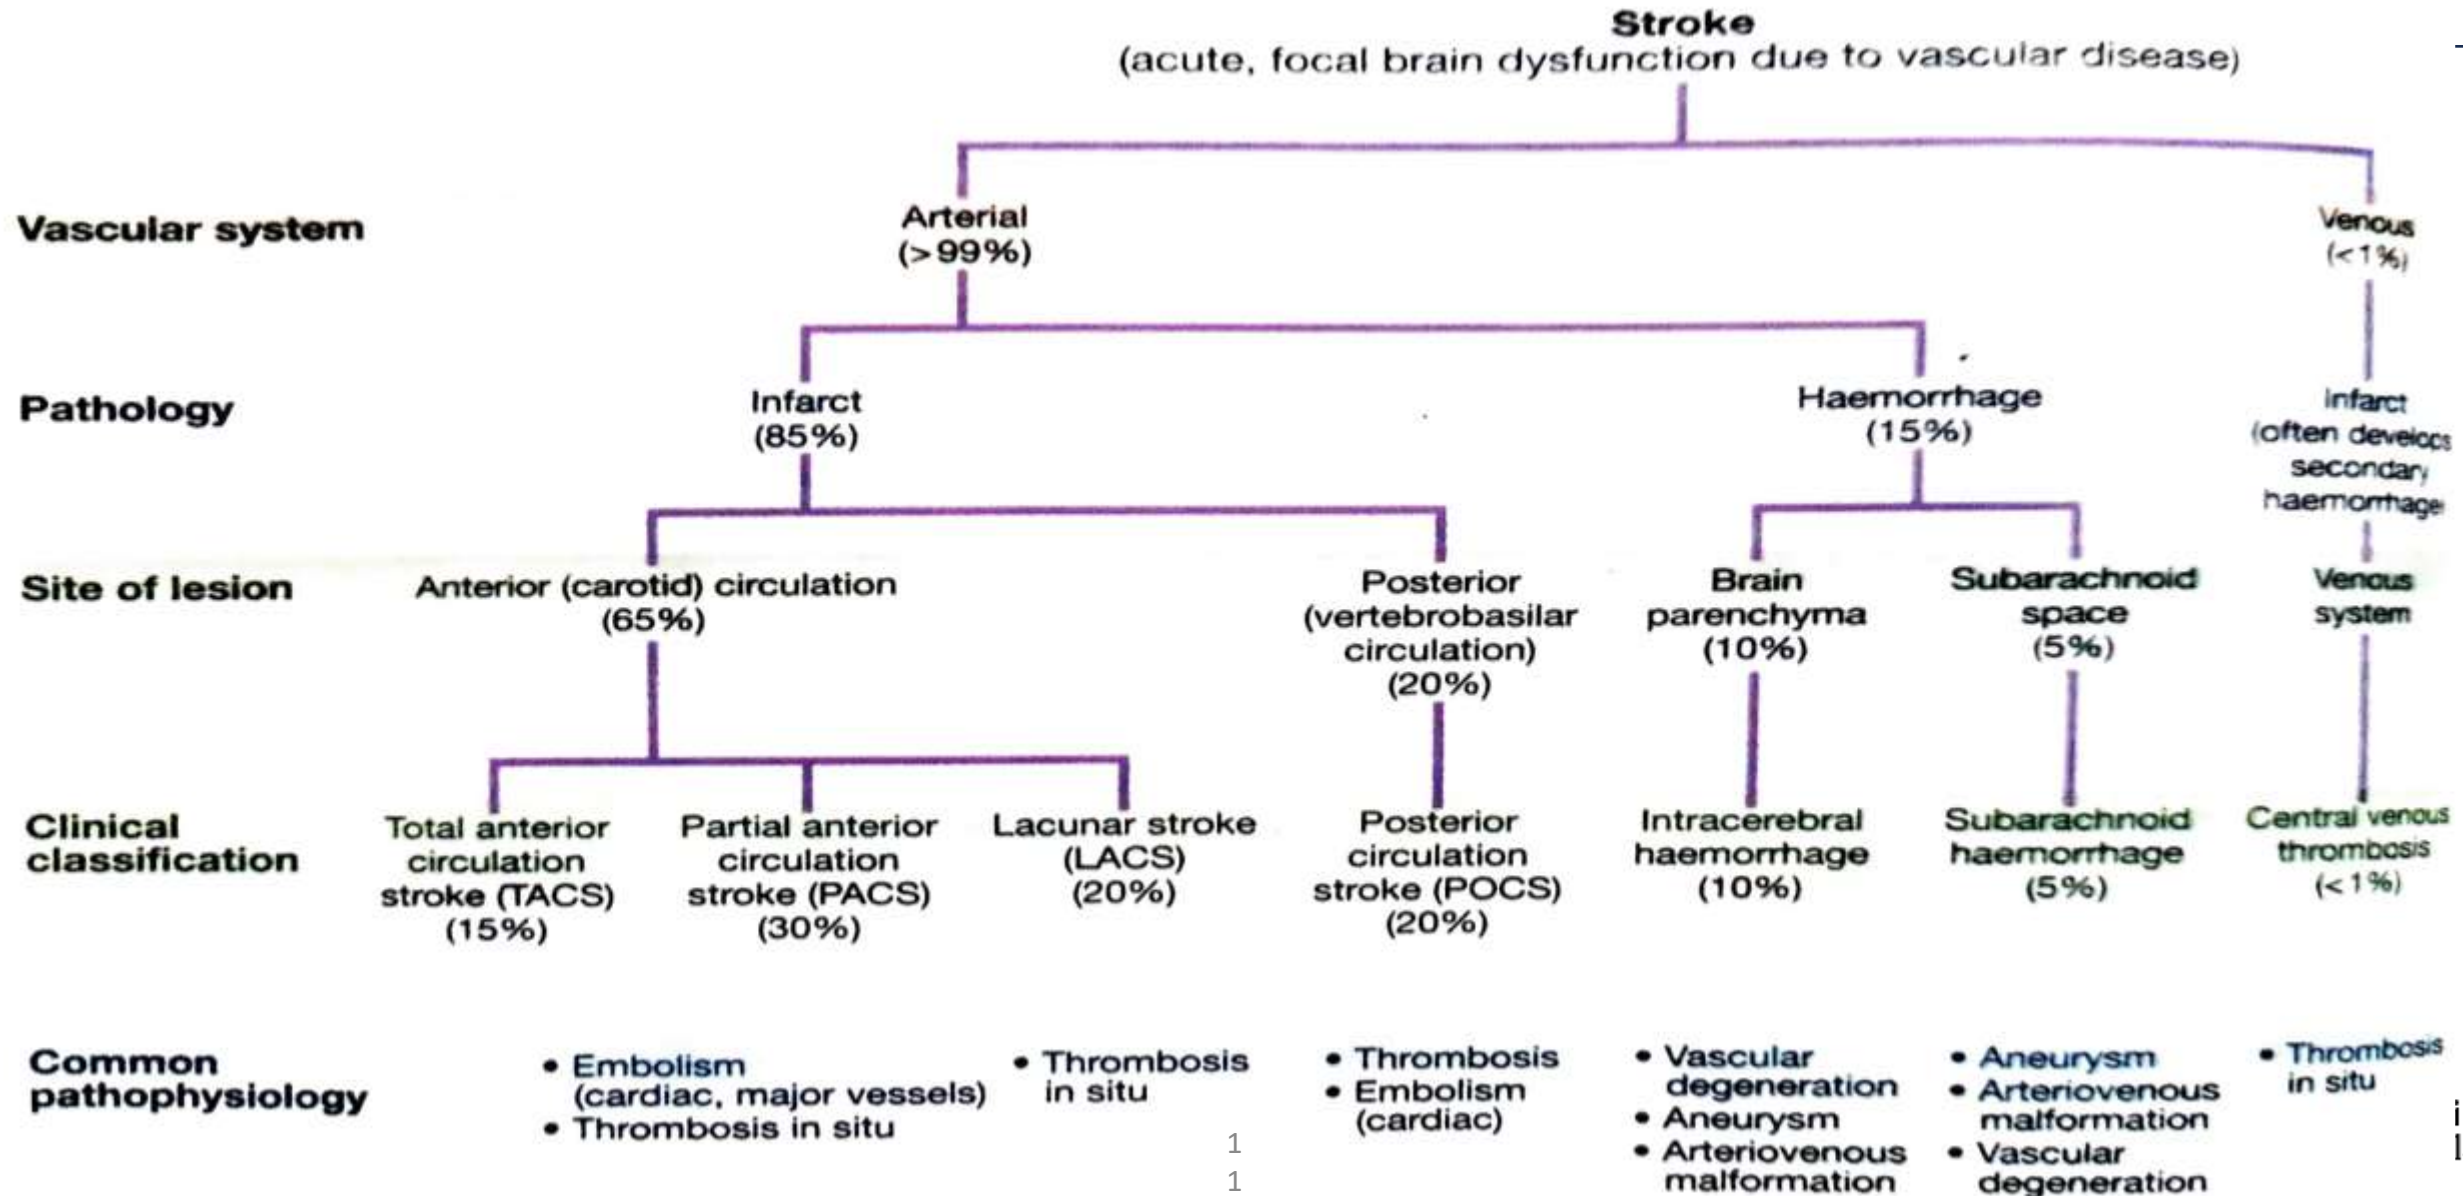 Stroke
(acute, focal brain dysfunction due to vascular disease)
Vascular system
Arterial
(>99%)
Venous
(<1%)
Pathology
Infarct
(85%)
Haemorrhage
(15%)
infarct
(often develops
secondary
haemorrhage
Site of lesion
Anterior (carotid) circulation
(65%)
Posterior
(vertebrobasilar
circulation)
(20%)
Brain
parenchyma
(10%)
Subarachnoid
space
(5%)
Venous
system
Clinical
classification
Total anterior
circulation
stroke (TACS)
(15%)
Partial anterior
circulation
stroke (PACS)
(30%)
Lacunar stroke
(LACS)
(20%)
Posterior
circulation
stroke (POCS)
(20%)
Intracerebral
haemorrhage
(10%)
Subarachnoid
haemorrhage
(5%)
Central venous
thrombosis
(<1%)
Common
pathophysiology
• Embolism
(cardiac, major vessels)
• Thrombosis in situ
• Thrombosis
in situ
• Thrombosis
• Embolism
(cardiac)
• Vascular
degeneration
• Aneurysm
• Arteriovenous
malformation
• Aneurysm
• Arteriovenous
malformation
• Vascular
degeneration
• Thrombosis
in situ
1
1